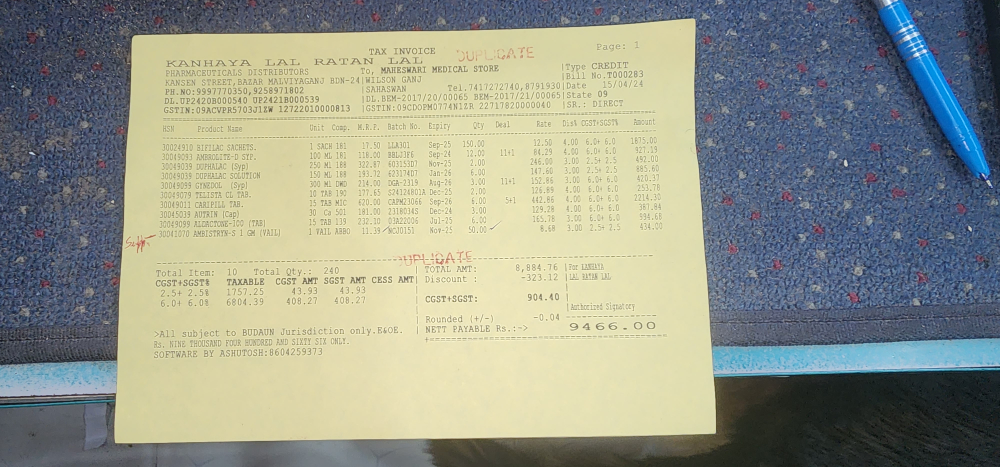 TAX INVOICE DUPLICATE Page: 1
KANHAYA LAL RATAN LAL
PHARMACEUTICALS DISTRIBUTORS
KANSEN STREET,BAZAR MALVIYAGANJ BDN-24
PH.NO:9997770350,9258971802
DL.UP2420B000540 UP2421B000539
GSTIN:09ACVPR5703J1ZW 12722010000813
To, MAHESWARI MEDICAL STORE
WILSON GANJ
SAHASWAN Tel.7417272740,8791930
DL.BEM-2017/20/00065 BEM-2017/21/00065
GSTIN:09CDOPM0774N1ZR 22717820000040
Type CREDIT
Bill No.T000283
Date 15/04/24
State 09
SR.: DIRECT
HSN Product Name Unit Comp. M.R.P. Batch No. Expiry Qty Deal Rate Dis% CGST+SGST% Amount
30024910 BIFILAC SACHETS. 1 SACH 181 17.50 LLA301 Sep-25 150.00 12.50 4.00 6.0+ 6.0 1875.00
30049093 AMBROLITE-D SYP. 100 ML 181 118.00 BBLJ3F6 Sep-24 12.00 11+1 84.29 4.00 6.0+ 6.0 927.19
30049039 DUPHALAC (Syp) 250 ML 188 322.87 603153D7 Nov-25 2.00 246.00 3.00 2.5+ 2.5 492.00
30049039 DUPHALAC SOLUTION 150 ML 188 193.72 623174D7 Jan-26 6.00 147.60 3.00 2.5+ 2.5 885.60
30049099 GYNEDOL (Syp) 300 Ml DWD 214.00 DGA-2319 Aug-26 3.00 11+1 152.86 3.00 6.0+ 6.0 420.37
30049079 TELISTA CL TAB. 10 TAB 190 177.65 S24124801A Dec-25 2.00 126.89 4.00 6.0+ 6.0 253.78
30049011 CARIFILL TAB. 15 TAB MIC 620.00 CAPM23066 Sep-26 6.00 5+1 442.86 4.00 6.0+ 6.0 2214.30
30045039 AUTRIN (Cap) 30 Ca 501 181.00 2318034S Dec-24 3.00 129.28 4.00 6.0+ 6.0 387.84
30049099 ALDACTONE-100 (TAB) 15 TAB 139 232.10 03A22006 Jul-25 6.00 165.78 3.00 6.0+ 6.0 994.68
30041070 AMBISTRYN-S 1 GM (VAIL) 1 VAIL ABBO 11.39 NCJ0152 Nov-25 50.00 8.68 3.00 2.5+ 2.5 434.00
DUPLICATE
Total Item: 10 Total Qty.: 240
CGST+SGST% TAXABLE CGST AMT SGST AMT CESS AMT
2.5+ 2.5% 1757.25 43.93 43.93
6.0+ 6.0% 6804.39 408.27 408.27
TOTAL AMT: 8,884.76
Discount : -323.12
CGST+SGST: 904.40
Rounded (+/-) -0.04
NETT PAYABLE Rs.:-> 9466.00
For KANHAYA
LAL RATAN LAL
Authorized Signatory
>All subject to BUDAUN Jurisdiction only.E&OE.
Rs. NINE THOUSAND FOUR HUNDRED AND SIXTY SIX ONLY.
SOFTWARE BY ASHUTOSH:8604259373